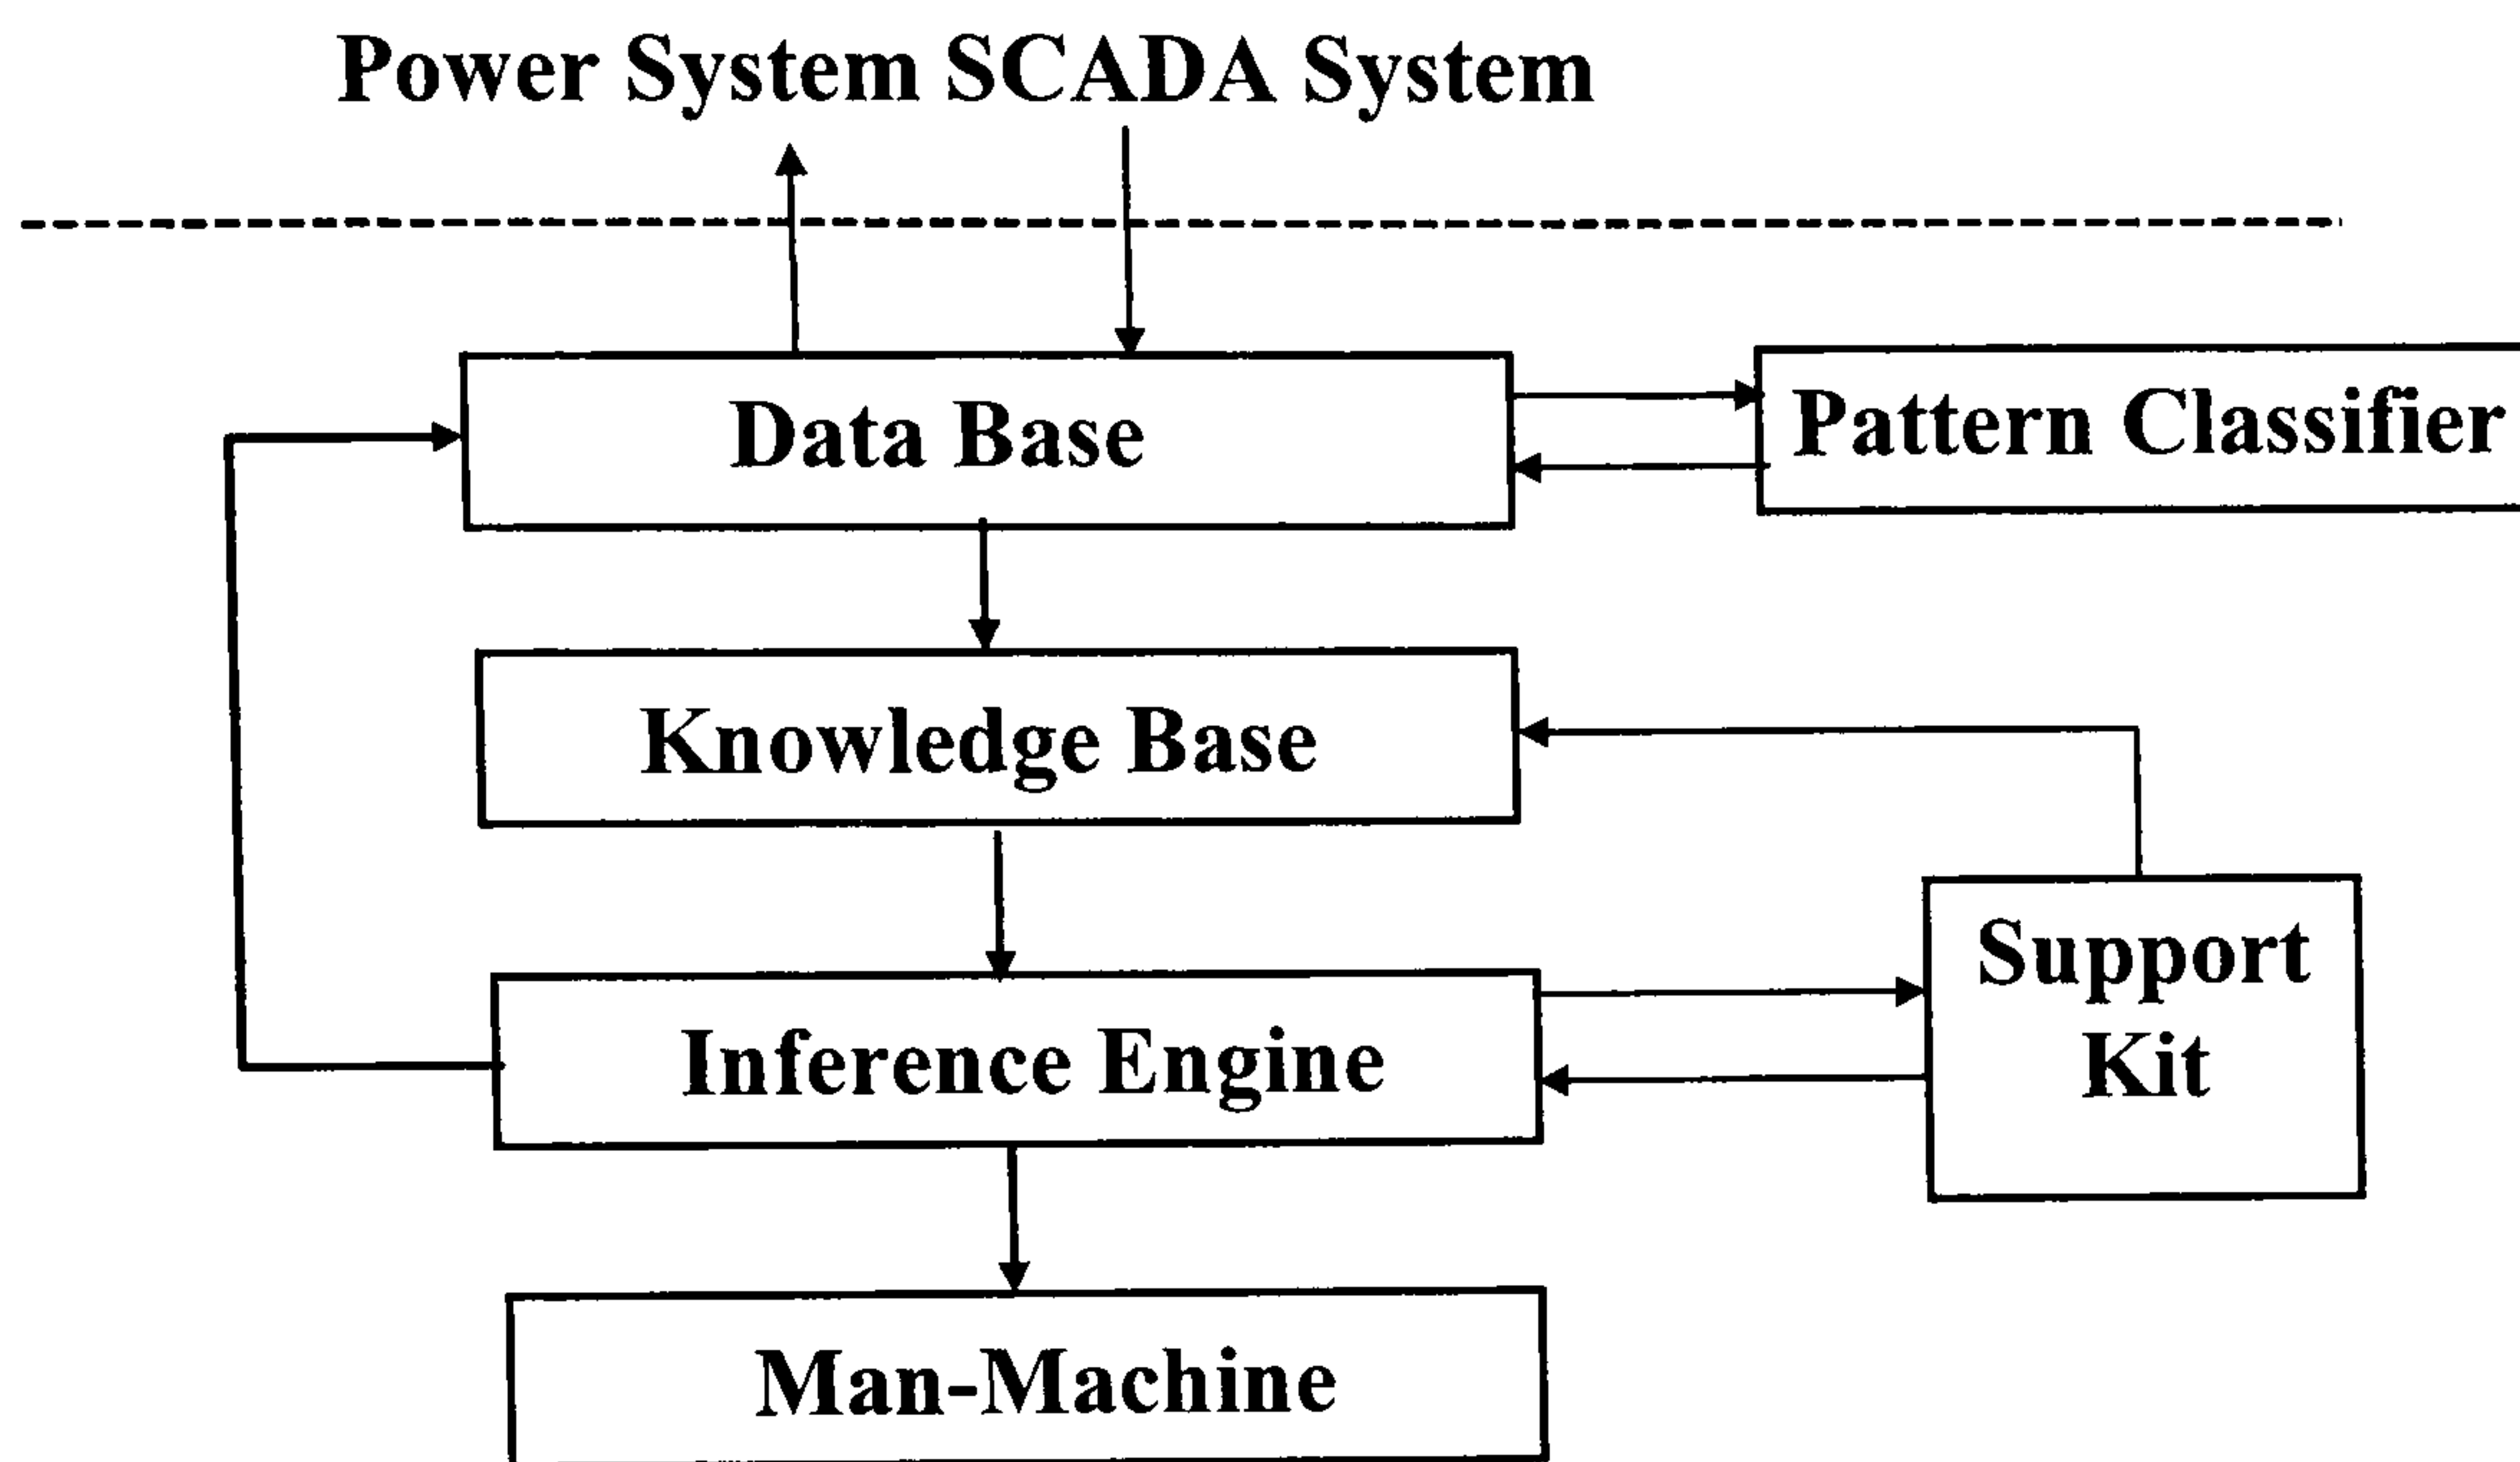 Power System SCADA System
Data Base
Pattern Classifier
Knowledge Base
Support
Kit
Inference Engine
Man-Machine